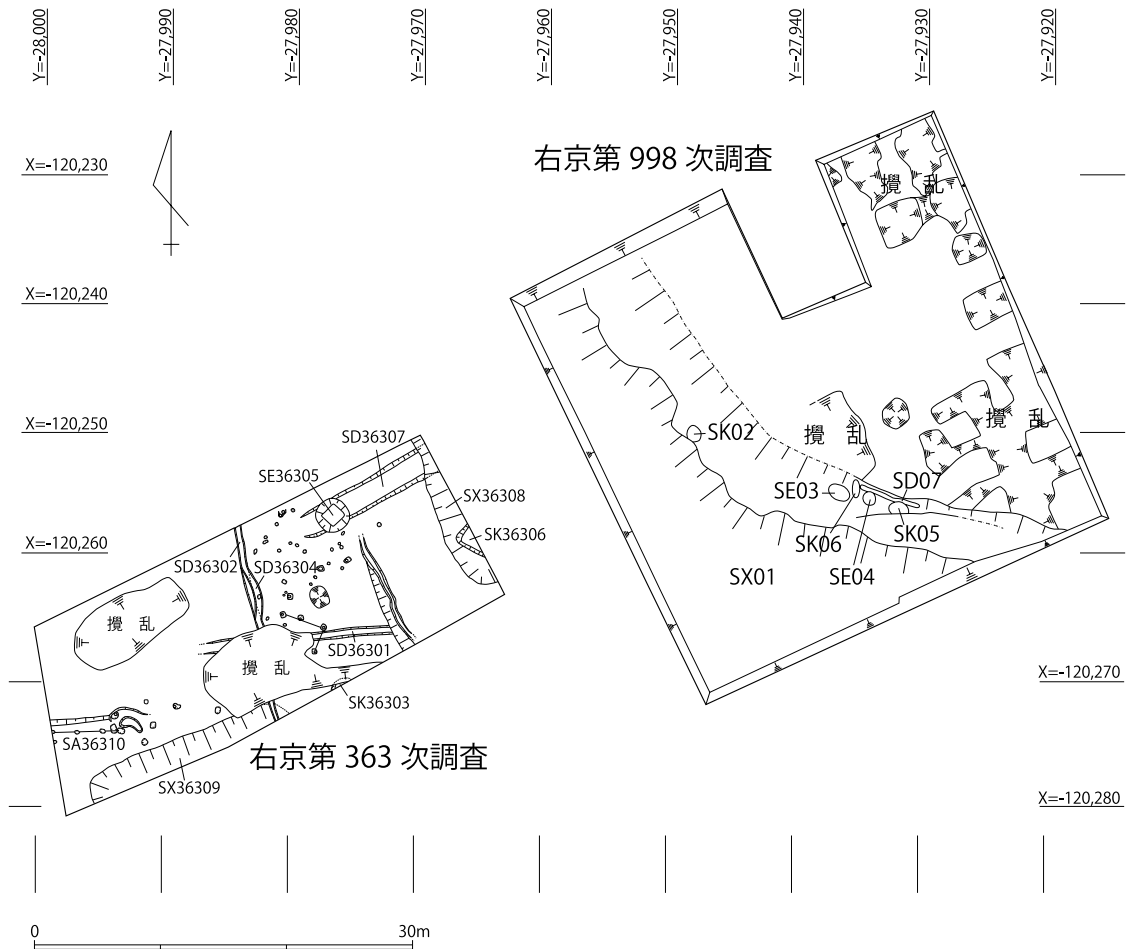 Y=-28,000
Y=-27,990
Y=-27,980
Y=-27,970
Y=-27,960
Y=-27,950
Y=-27,940
Y=-27,930
Y=-27,920
X=-120,230
右京第 998 次調査
攪 乱
X=-120,240
X=-120,250
SK02
攪 乱
攪 乱
SD36307
SE36305
SX36308
SE03
SD07
SK36306
SK06
SK05
X=-120,260
SD36302
SD36304
SX01
SE04
攪 乱
SD36301
攪 乱
X=-120,270
SK36303
SA36310
右京第 363 次調査
SX36309
X=-120,280
0
30m